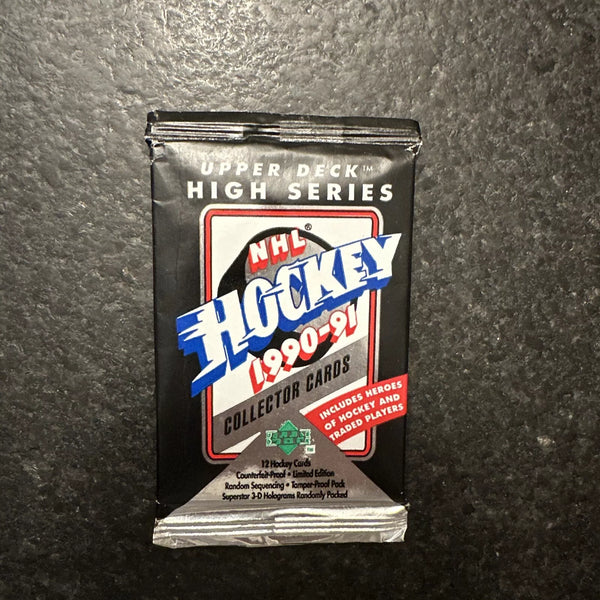 UPPER DECK™
HIGH SERIES
NHL®
HOCKEY
1990-91
COLLECTOR CARDS
INCLUDES HEROES
OF HOCKEY AND
TRADED PLAYERS
12 Hockey Cards
Counterfeit-Proof • Limited Edition
Random Sequencing • Tamper-Proof Pack
Superstar 3-D Holograms Randomly Packed